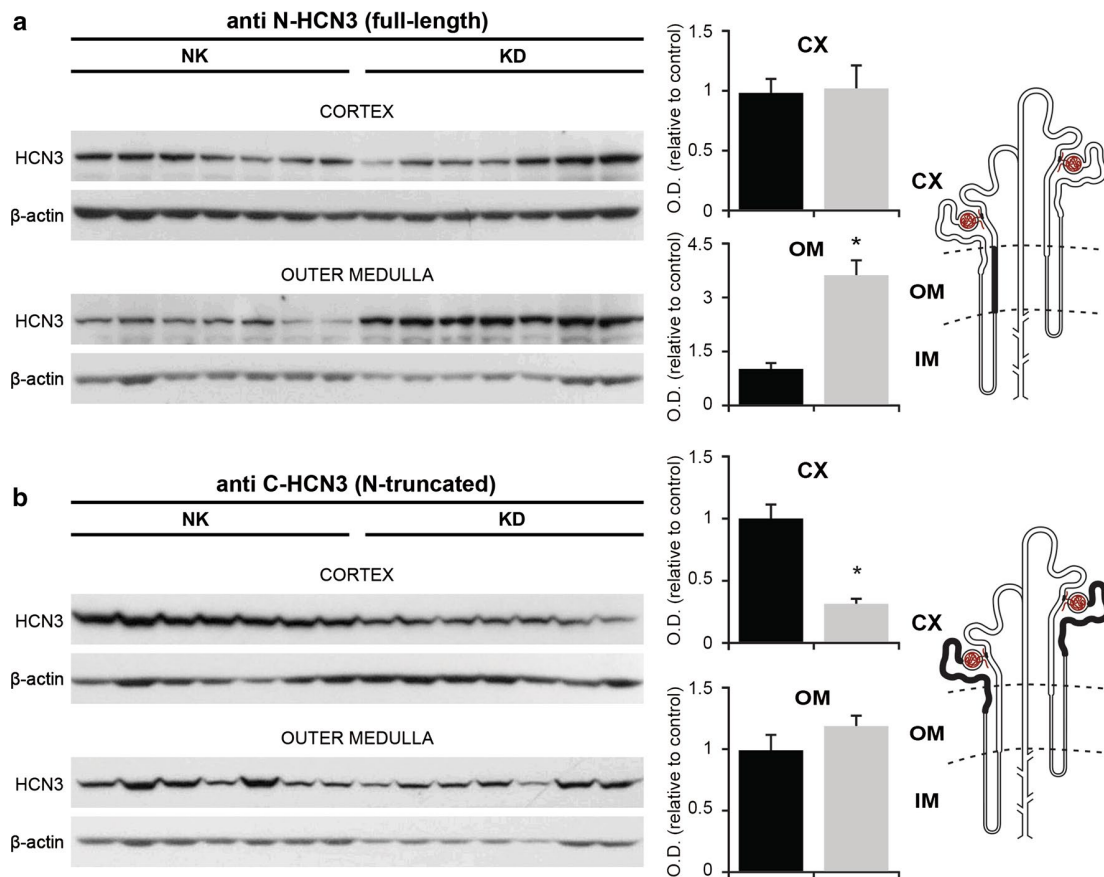 a
anti N-HCN3 (full-length)
NK KD
CORTEX
HCN3
β-actin
OUTER MEDULLA
HCN3
β-actin
O.D. (relative to control)
1.5
1
0.5
0
CX
O.D. (relative to control)
4.5
3
1.5
0
OM
*
CX
OM
IM
b
anti C-HCN3 (N-truncated)
NK KD
CORTEX
HCN3
β-actin
OUTER MEDULLA
HCN3
β-actin
O.D. (relative to control)
1.5
1
0.5
0
CX
*
O.D. (relative to control)
1.5
1
0.5
0
OM
CX
OM
IM